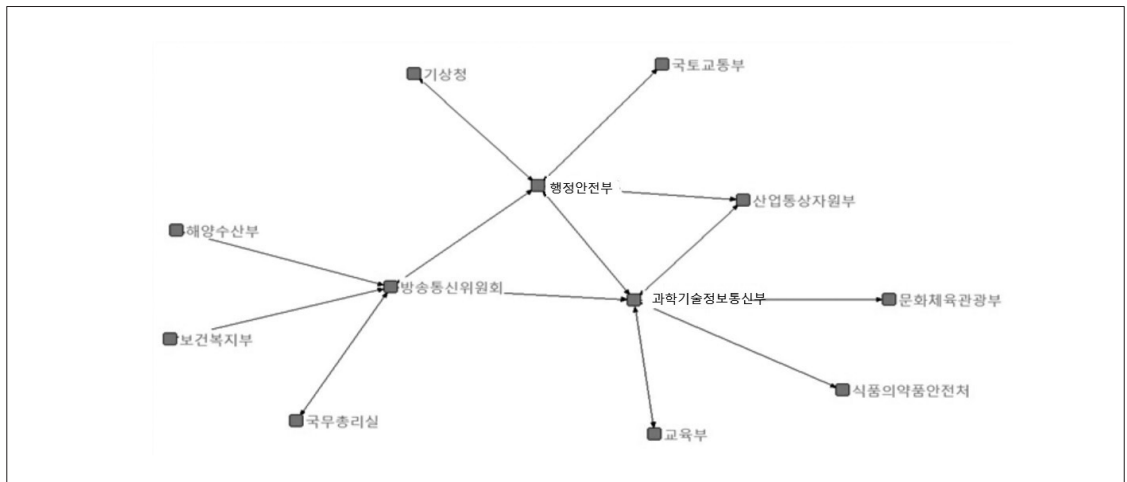 국토교통부
기상청
행정안전부
산업통상자원부
해양수산부
방송통신위원회
과학기술정보통신부
문화체육관광부
보건복지부
식품의약품안전처
국무총리실
교육부